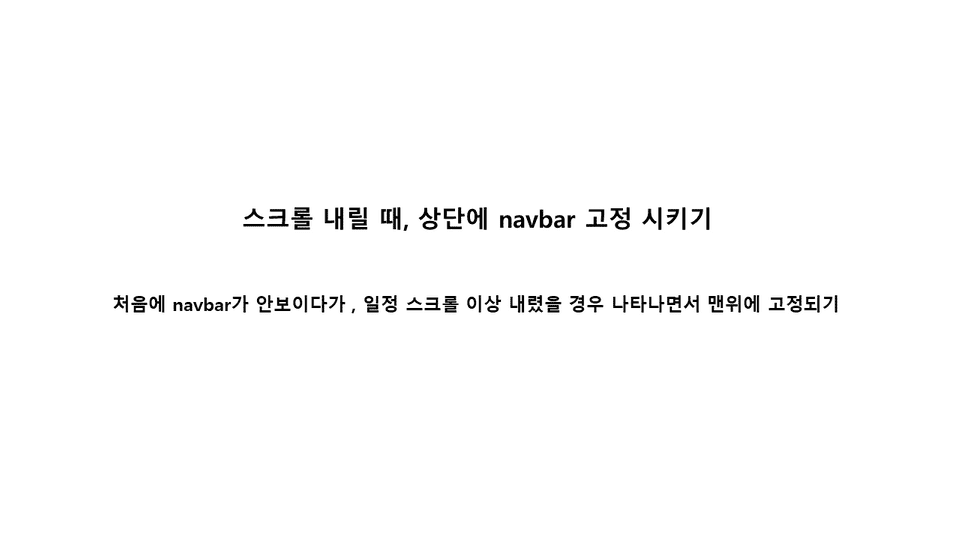 스크롤 내릴 때, 상단에 navbar 고정 시키기
처음에 navbar가 안보이다가 , 일정 스크롤 이상 내렸을 경우 나타나면서 맨위에 고정되기